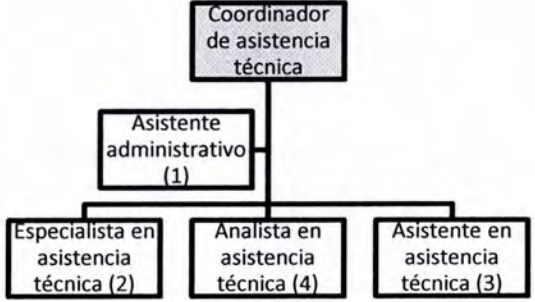 Coordinador
de asistencia
técnica
Asistente
administrativo
(1)
Especialista en
asistencia
técnica (2)
Analista en
asistencia
técnica (4)
Asistente en
asistencia
técnica (3)